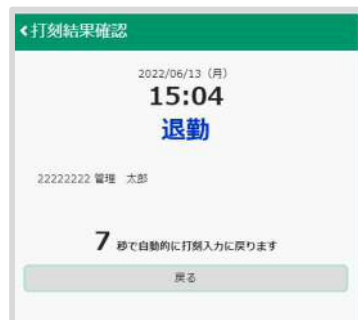 <打刻結果確認
2022/06/13（月）
15:04
退勤
22222222 管理　太郎
7 秒で自動的に打刻入力に戻ります
戻る